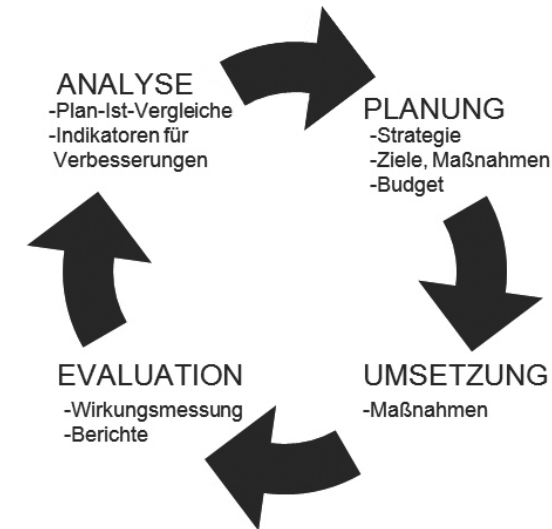 ANALYSE
-Plan-Ist-Vergleiche
-Indikatoren für
Verbesserungen
PLANUNG
-Strategie
-Ziele, Maßnahmen
-Budget
UMSETZUNG
-Maßnahmen
EVALUATION
-Wirkungsmessung
-Berichte